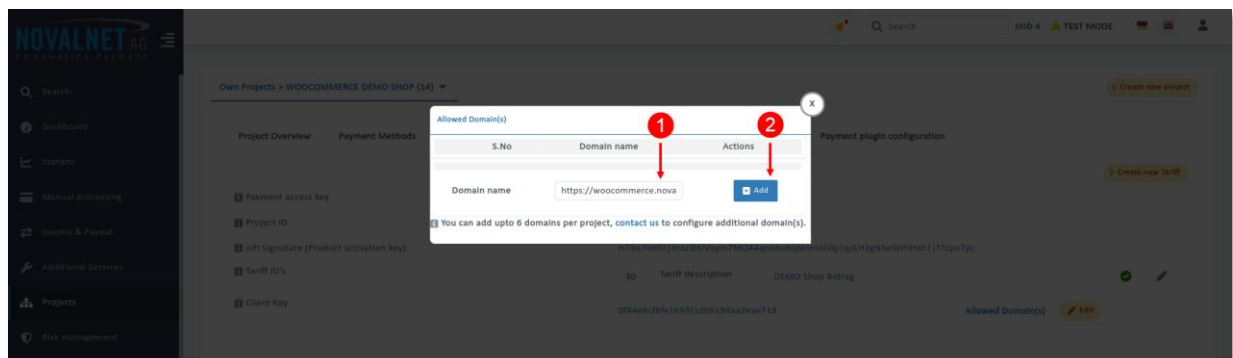 NOVALNET AG
Empowering Payment
Search
MID 4 TEST MODE
Search
Dashboard
Statistic
Manual processing
Invoice & Payout
Additional Services
Projects
Risk management
Own Projects > WOOCOMMERCE DEMO SHOP (14)
Create new project
Project Overview Payment Methods Payment plugin configuration
Create new Tariff
Allowed Domain(s)
X
1 2
S.No Domain name Actions
Domain name https://woocommerce.nova Add
You can add upto 6 domains per project, contact us to configure additional domain(s).
Payment access key
Project ID
API Signature (Product activation key)
Tariff ID's 30 Tariff description DEMO Shop Betrag
Client Key Allowed Domain(s) Edit